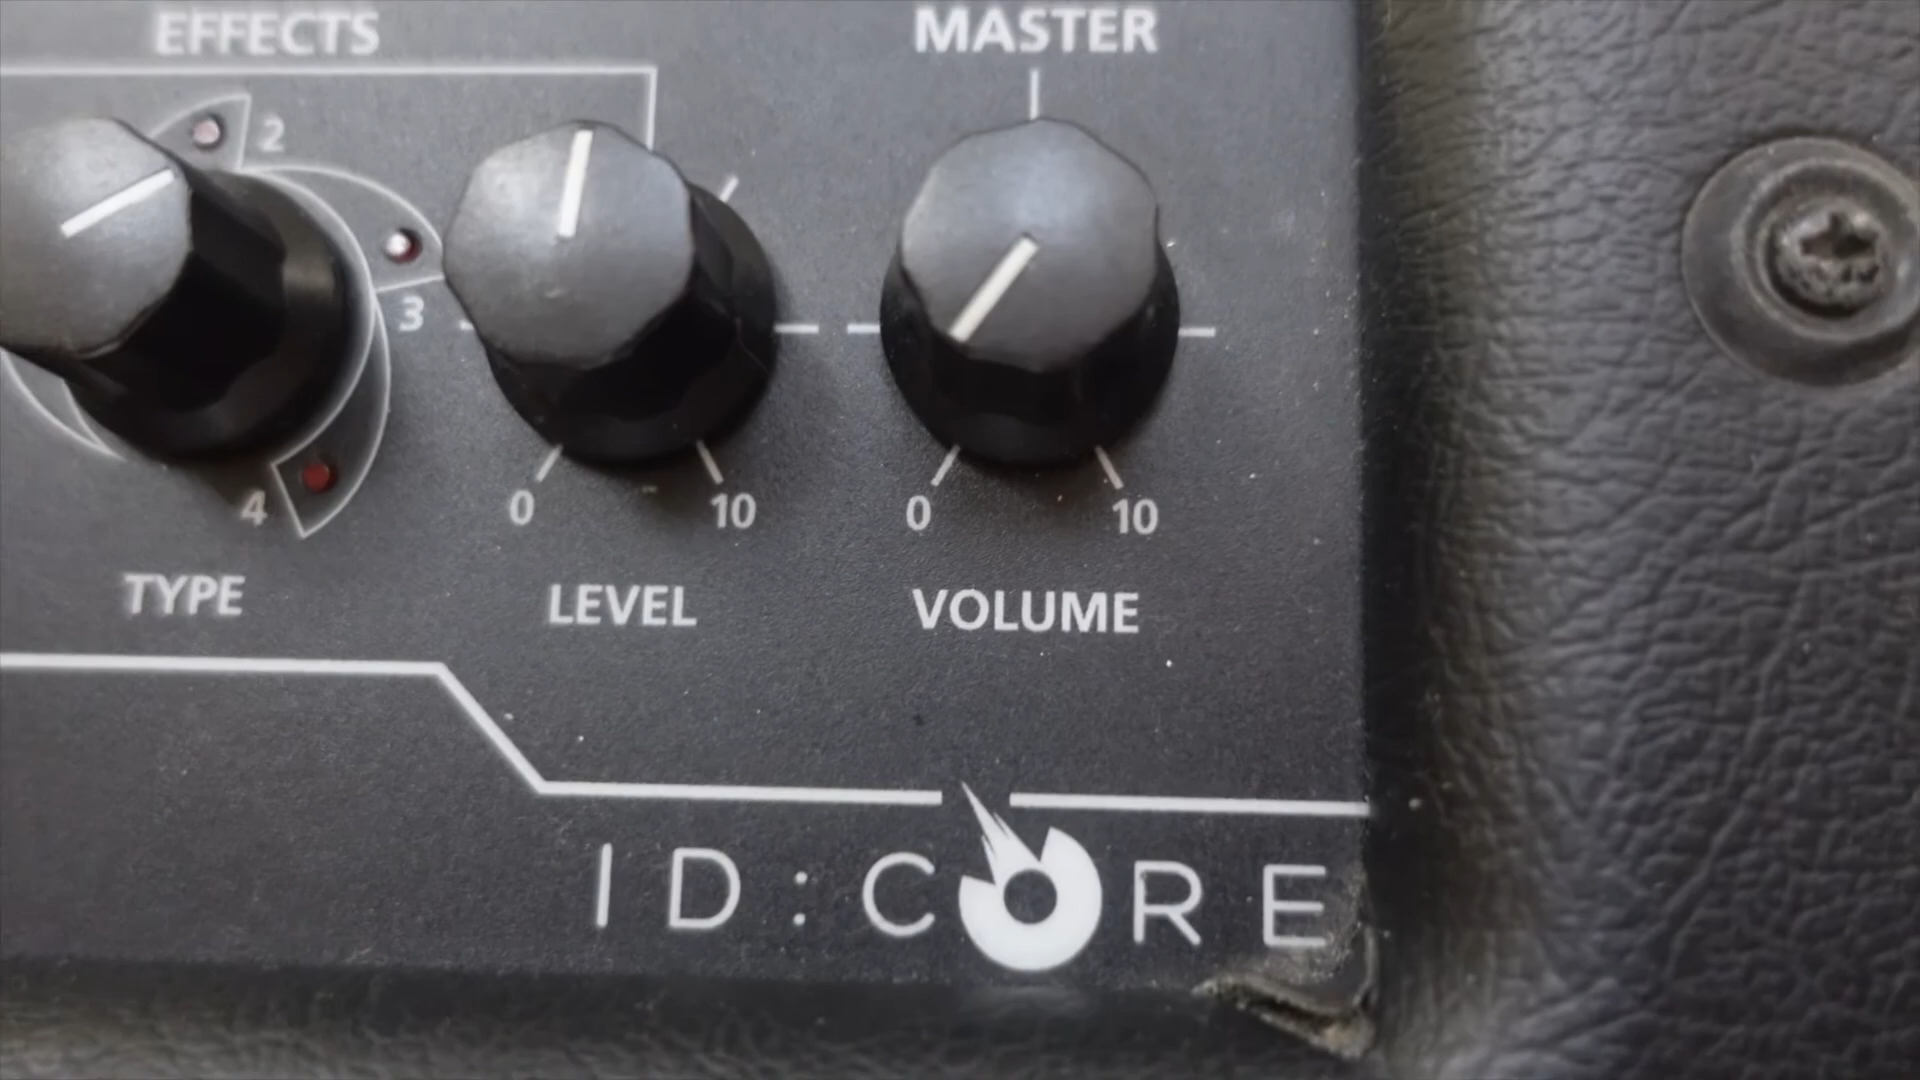 EFFECTS
MASTER
2
3
4
0 10
0 10
TYPE
LEVEL
VOLUME
ID:CORE